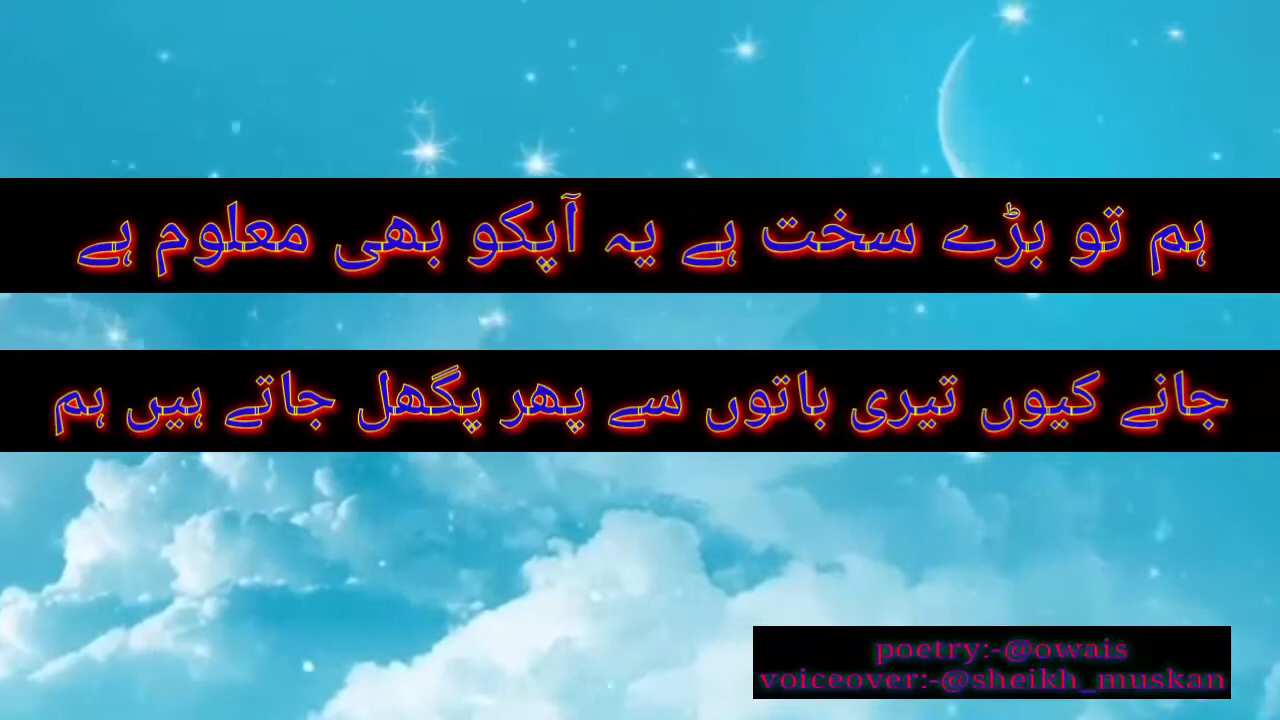 ہم تو بڑے سخت ہے یہ آپکو بھی معلوم ہے
جانے کیوں تیری باتوں سے پھر پگھل جاتے ہیں ہم
poetry:-@owais
voiceover:-@sheikh_muskan